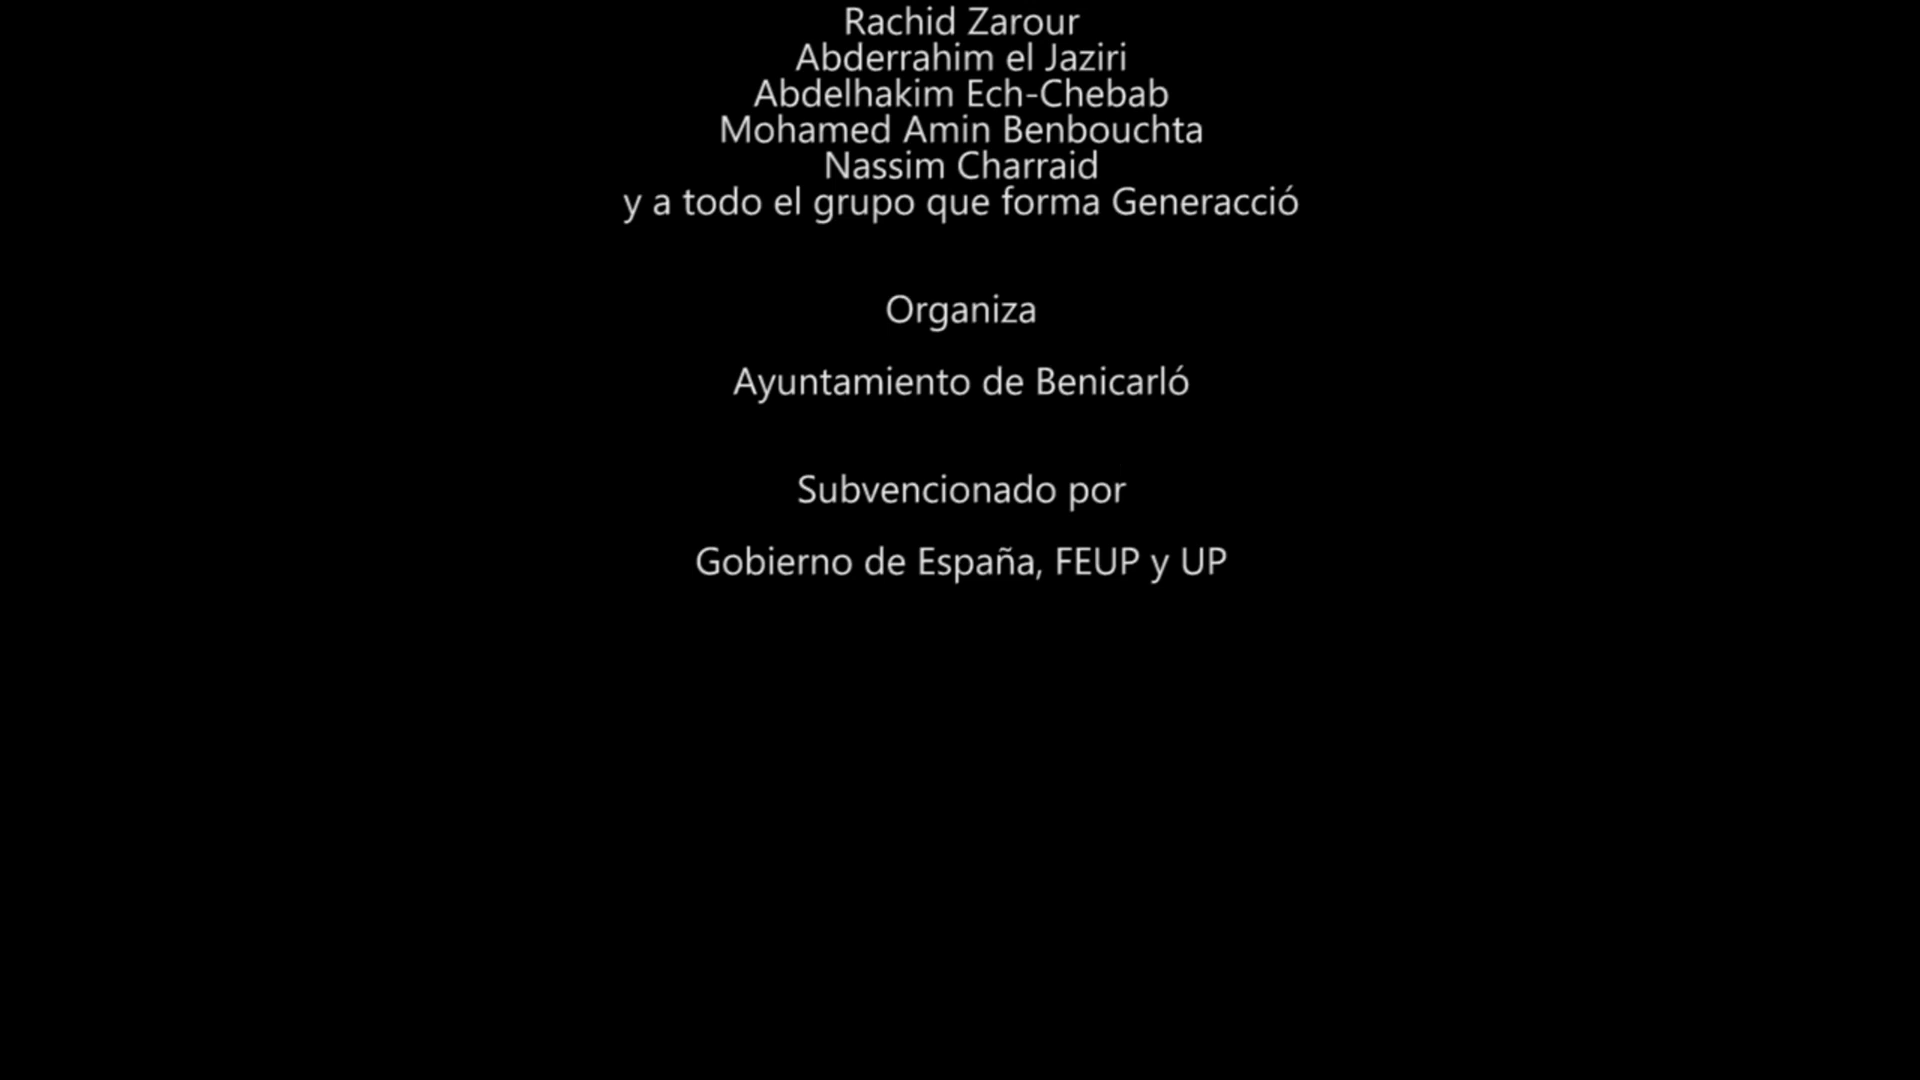 Rachid Zarour
Abderrahim el Jaziri
Abdelhakim Ech-Chebab
Mohamed Amin Benbouchta
Nassim Charraid
y a todo el grupo que forma Generacció
Organiza
Ayuntamiento de Benicarló
Subvencionado por
Gobierno de España, FEUP y UP